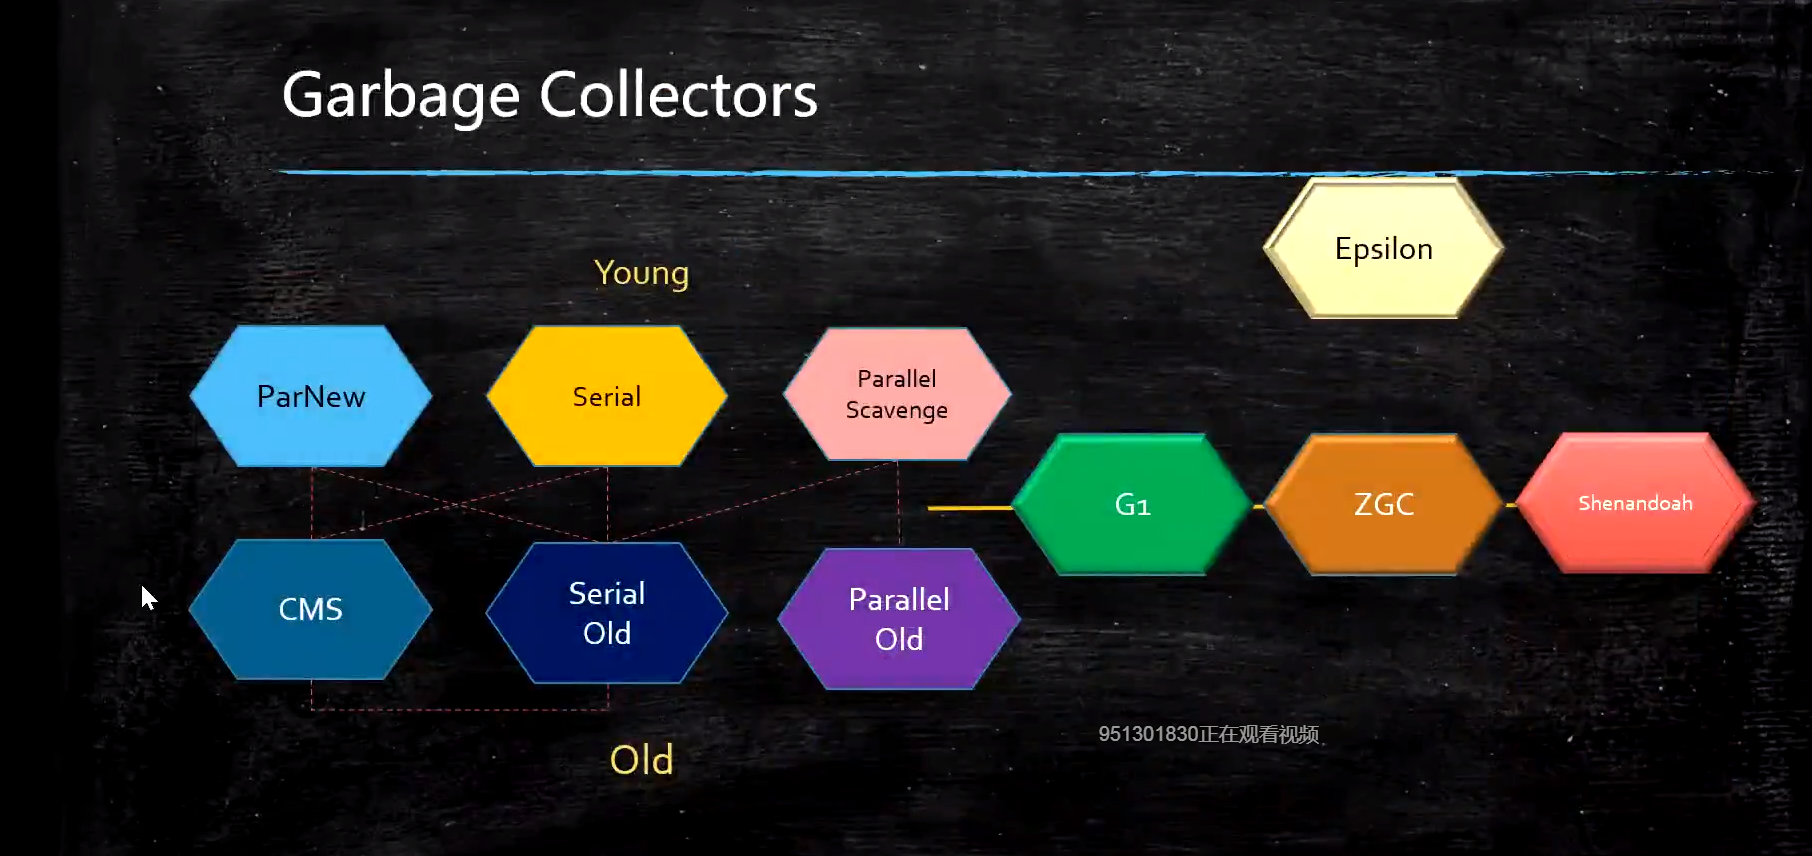 Garbage Collectors
Epsilon
Young
ParNew
Serial
Parallel
Scavenge
G1
ZGC
Shenandoah
CMS
Serial
Old
Parallel
Old
951301830正在观看视频
Old